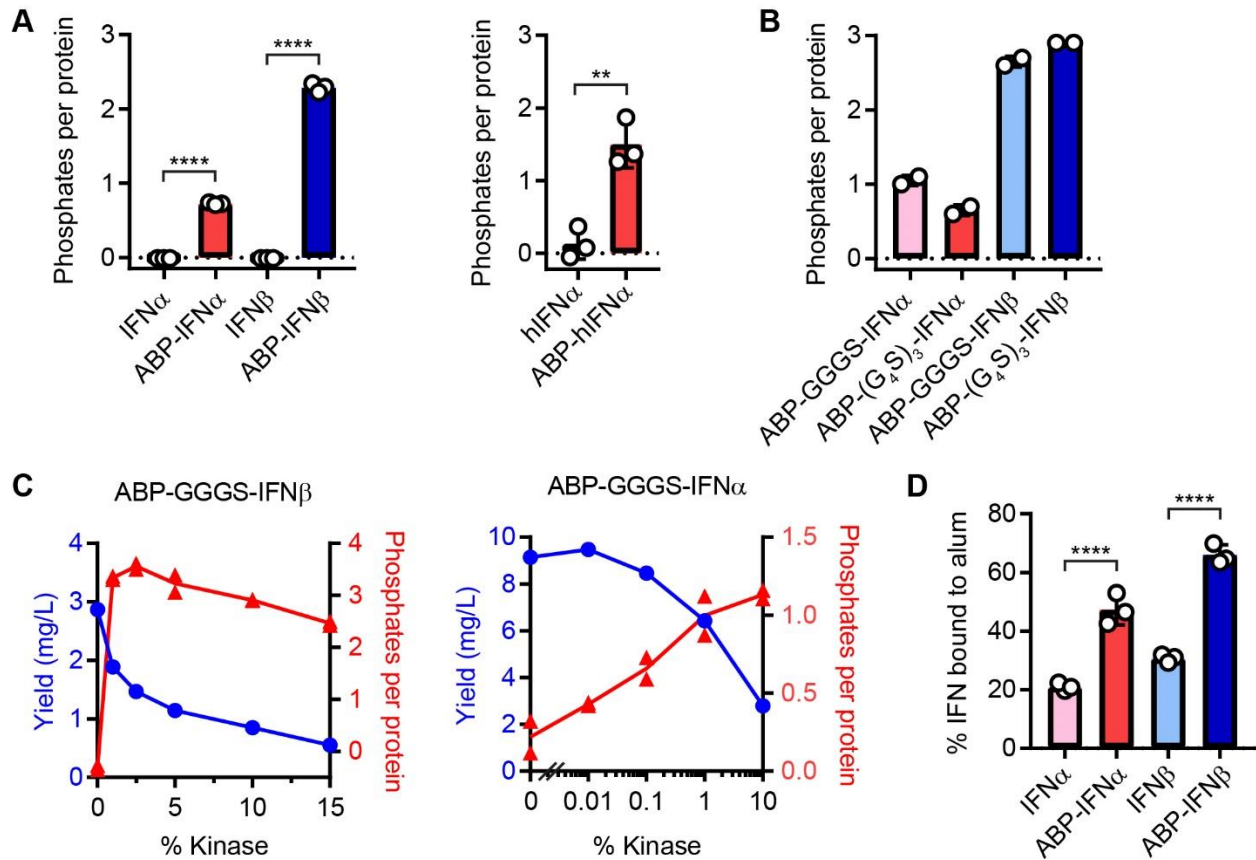 A
Phosphates per protein
3
2
1
0
****
****
IFNα
ABP-IFNα
IFNβ
ABP-IFNβ
Phosphates per protein
3
2
1
0
**
hIFNα
ABP-hIFNα
B
Phosphates per protein
3
2
1
0
ABP-GGGS-IFNα
ABP-(G4S)3-IFNα
ABP-GGGS-IFNβ
ABP-(G4S)3-IFNβ
C
ABP-GGGS-IFNβ
Yield (mg/L)
4
3
2
1
0
Phosphates per protein
4
3
2
1
0
0 5 10 15
% Kinase
ABP-GGGS-IFNα
Yield (mg/L)
10
8
6
4
2
0
Phosphates per protein
1.5
1.0
0.5
0.0
0 0.01 0.1 1 10
% Kinase
D
% IFN bound to alum
80
60
40
20
0
****
****
IFNα
ABP-IFNα
IFNβ
ABP-IFNβ